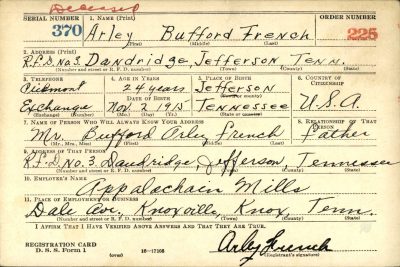 Deceased
SERIAL NUMBER 1. NAME (Print) ORDER NUMBER
370 Arley Bufford French 225
(First) (Middle) (Last)
2. ADDRESS (Print)
R.F.D. No 3. Dandridge, Jefferson Tenn.
(Number and street or R. F. D. number) (Town) (County) (State)
3. TELEPHONE 4. AGE IN YEARS 5. PLACE OF BIRTH 6. COUNTRY OF CITIZENSHIP
Piedmont 24 years Jefferson
(Town or county)
DATE OF BIRTH
Exchange Nov. 2 1915 Tennessee U.S.A.
(Exchange) (Number) (Mo.) (Day) (Yr.) (State or country)
7. NAME OF PERSON WHO WILL ALWAYS KNOW YOUR ADDRESS 8. RELATIONSHIP OF THAT PERSON
Mr. Bufford Arley French father
(Mr., Mrs., Miss) (First) (Middle) (Last)
9. ADDRESS OF THAT PERSON
R.F.D. No. 3. Dandridge Jefferson, Tennessee
(Number and street or R. F. D. number) (Town) (County) (State)
10. EMPLOYER'S NAME
Appalachain Mills
11. PLACE OF EMPLOYMENT OR BUSINESS
Dale Ave. Knoxville, Knox, Tenn.
(Number and street or R. F. D. number) (Town) (County) (State)
I AFFIRM THAT I HAVE VERIFIED ABOVE ANSWERS AND THAT THEY ARE TRUE.
REGISTRATION CARD
D. S. S. Form 1 16—17105 Arley French
(Registrant's signature)